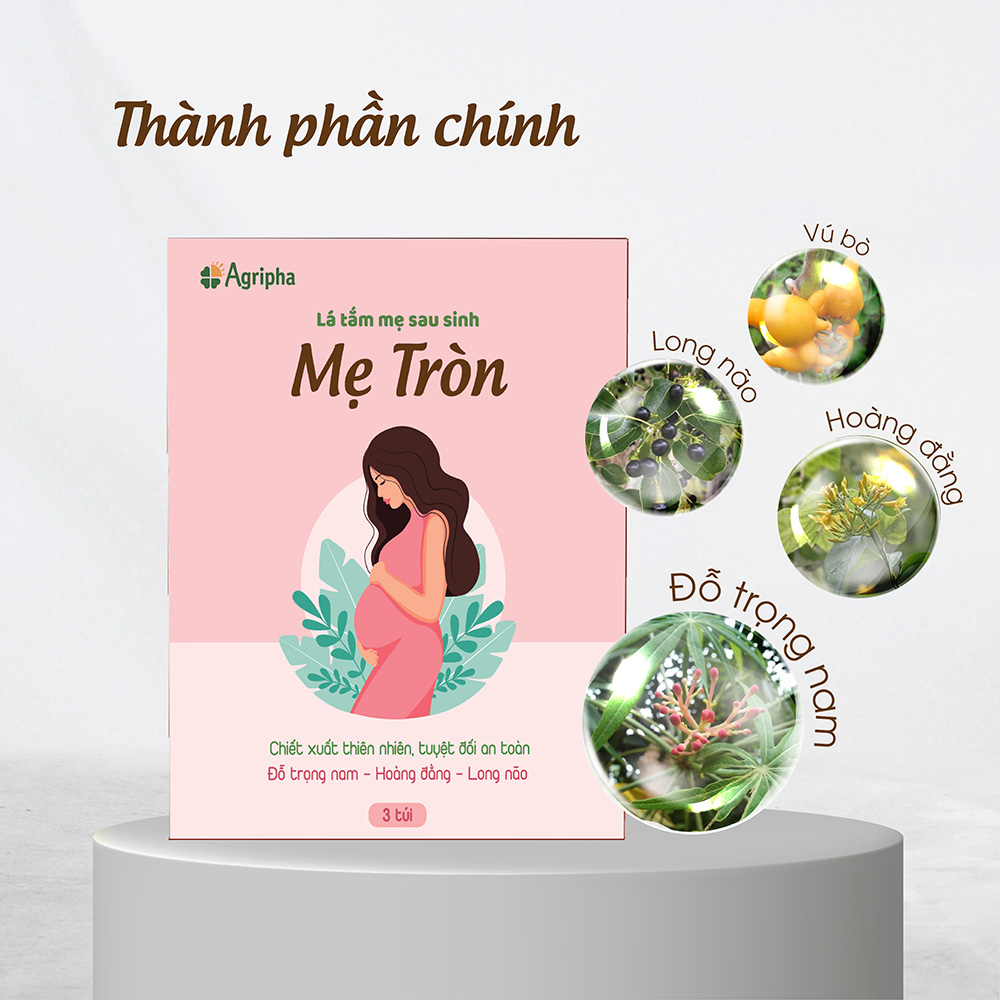 Thành phần chính
Agripha
Lá tắm mẹ sau sinh
Mẹ Tròn
Chiết xuất thiên nhiên, tuyệt đối an toàn
Đỗ trọng nam - Hoàng đằng - Long não
3 túi
Vú bò
Long não
Hoàng đằng
Đỗ trọng nam